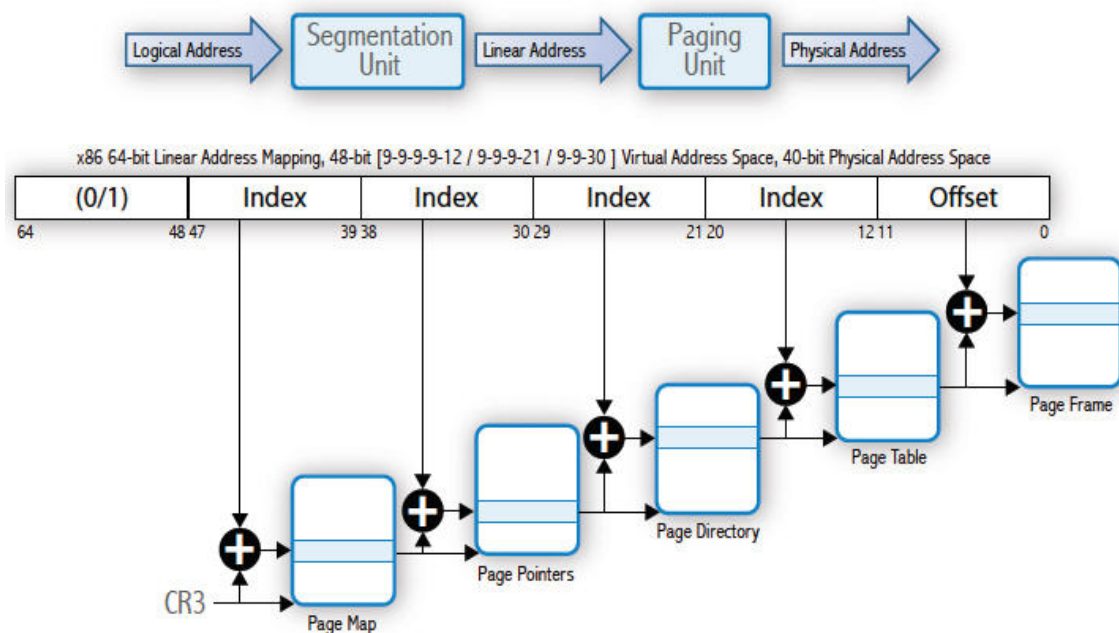 Logical Address
Segmentation
Unit
Linear Address
Paging
Unit
Physical Address
x86 64-bit Linear Address Mapping, 48-bit [9-9-9-9-12 / 9-9-9-21 / 9-9-30 ] Virtual Address Space, 40-bit Physical Address Space
(0/1) Index Index Index Index Offset
64 48 47 39 38 30 29 21 20 12 11 0
Page Frame
Page Table
Page Directory
Page Pointers
CR3
Page Map